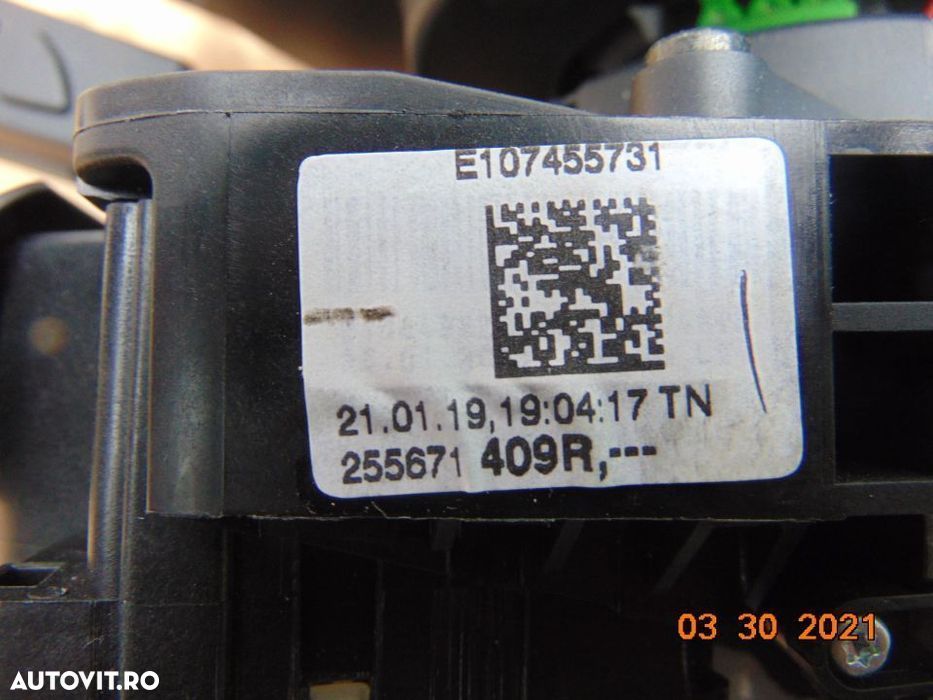 E107455731
21.01.19,19:04:17 TN
255671 409R,---
03 30 2021
AUTOVIT.RO